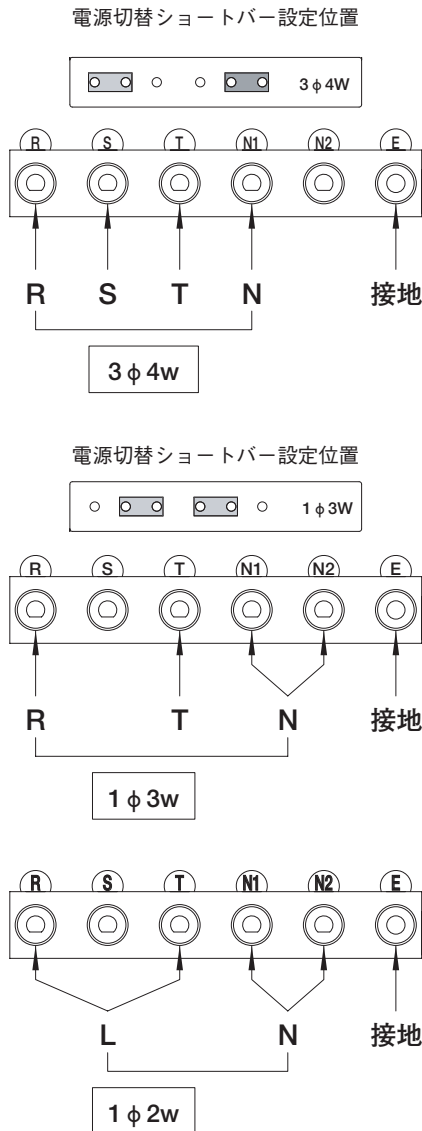 電源切替ショートバー設定位置
3φ4W
R S T N1 N2 E
R S T N 接地
3φ4w
電源切替ショートバー設定位置
1φ3W
R S T N1 N2 E
R T N 接地
1φ3w
R S T N1 N2 E
L N 接地
1φ2w